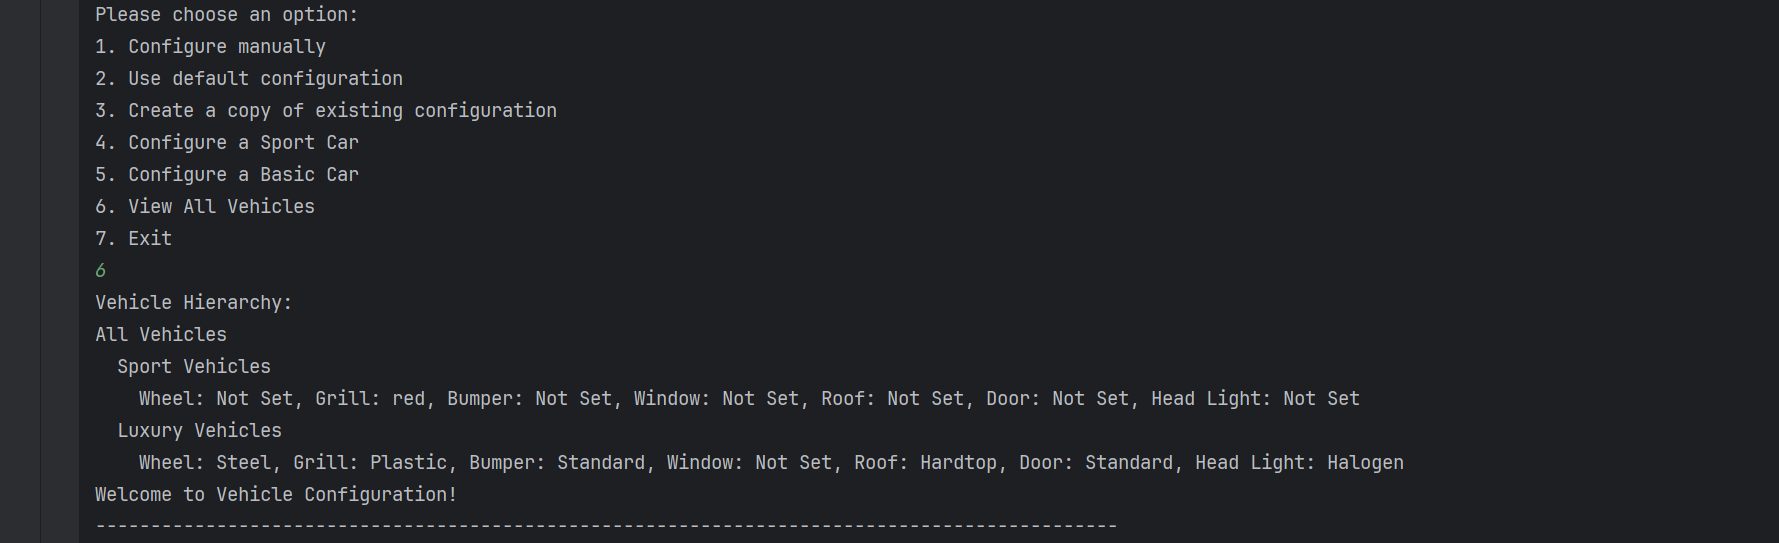 Please choose an option:
1. Configure manually
2. Use default configuration
3. Create a copy of existing configuration
4. Configure a Sport Car
5. Configure a Basic Car
6. View All Vehicles
7. Exit
6
Vehicle Hierarchy:
All Vehicles
  Sport Vehicles
    Wheel: Not Set, Grill: red, Bumper: Not Set, Window: Not Set, Roof: Not Set, Door: Not Set, Head Light: Not Set
  Luxury Vehicles
    Wheel: Steel, Grill: Plastic, Bumper: Standard, Window: Not Set, Roof: Hardtop, Door: Standard, Head Light: Halogen
Welcome to Vehicle Configuration!
---------------------------------------------------------------------------------------------